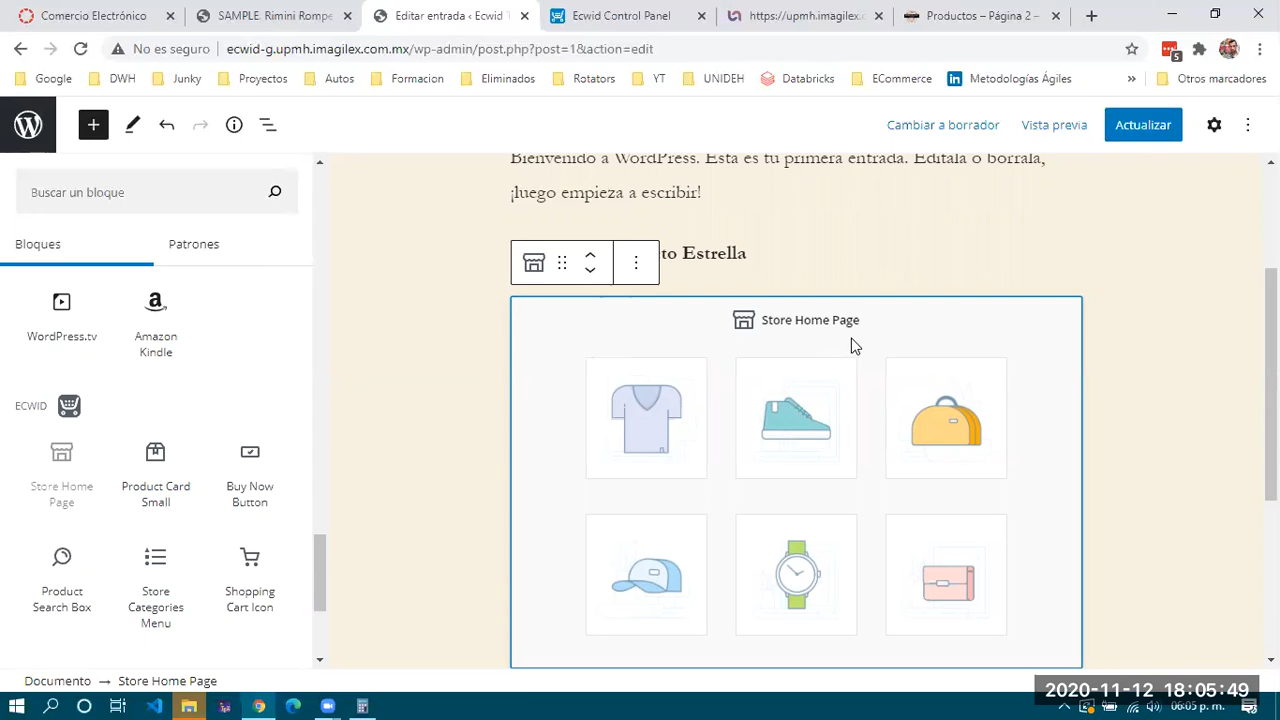 Comercio Electrónico
SAMPLE. Rimini Rompe
Editar entrada ‹ Ecwid T
Ecwid Control Panel
https://upmh.imagilex.co
Productos – Página 2 –
No es seguro
ecwid-g.upmh.imagilex.com.mx/wp-admin/post.php?post=1&action=edit
5
Google
DWH
Junky
Proyectos
Autos
Formacion
Eliminados
Rotators
YT
UNIDEH
Databricks
ECommerce
Metodologías Ágiles
»
Otros marcadores
Cambiar a borrador
Vista previa
Actualizar
Bienvenido a WordPress. Esta es tu primera entrada. Edítala o bórrala,
¡luego empieza a escribir!
Buscar un bloque
Bloques
Patrones
to Estrella
WordPress.tv
Amazon
Kindle
Store Home Page
ECWID
Store Home
Page
Product Card
Small
Buy Now
Button
Product
Search Box
Store
Categories
Menu
Shopping
Cart Icon
Documento → Store Home Page
2020-11-12 18:05:49
06:05 p. m.